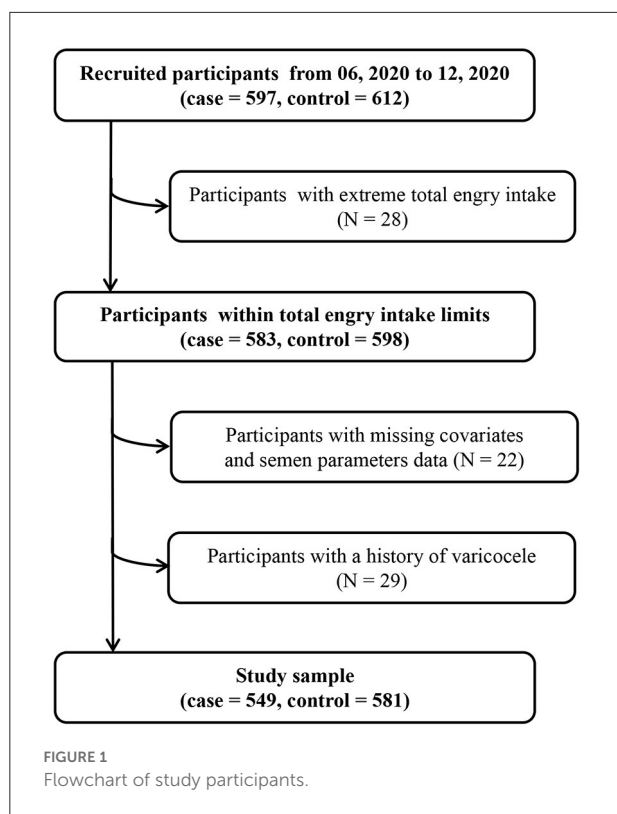 Recruited participants from 06, 2020 to 12, 2020
(case = 597, control = 612)
Participants with extreme total engry intake
(N = 28)
Participants within total engry intake limits
(case = 583, control = 598)
Participants with missing covariates
and semen parameters data (N = 22)
Participants with a history of varicocele
(N = 29)
Study sample
(case = 549, control = 581)
FIGURE 1
Flowchart of study participants.